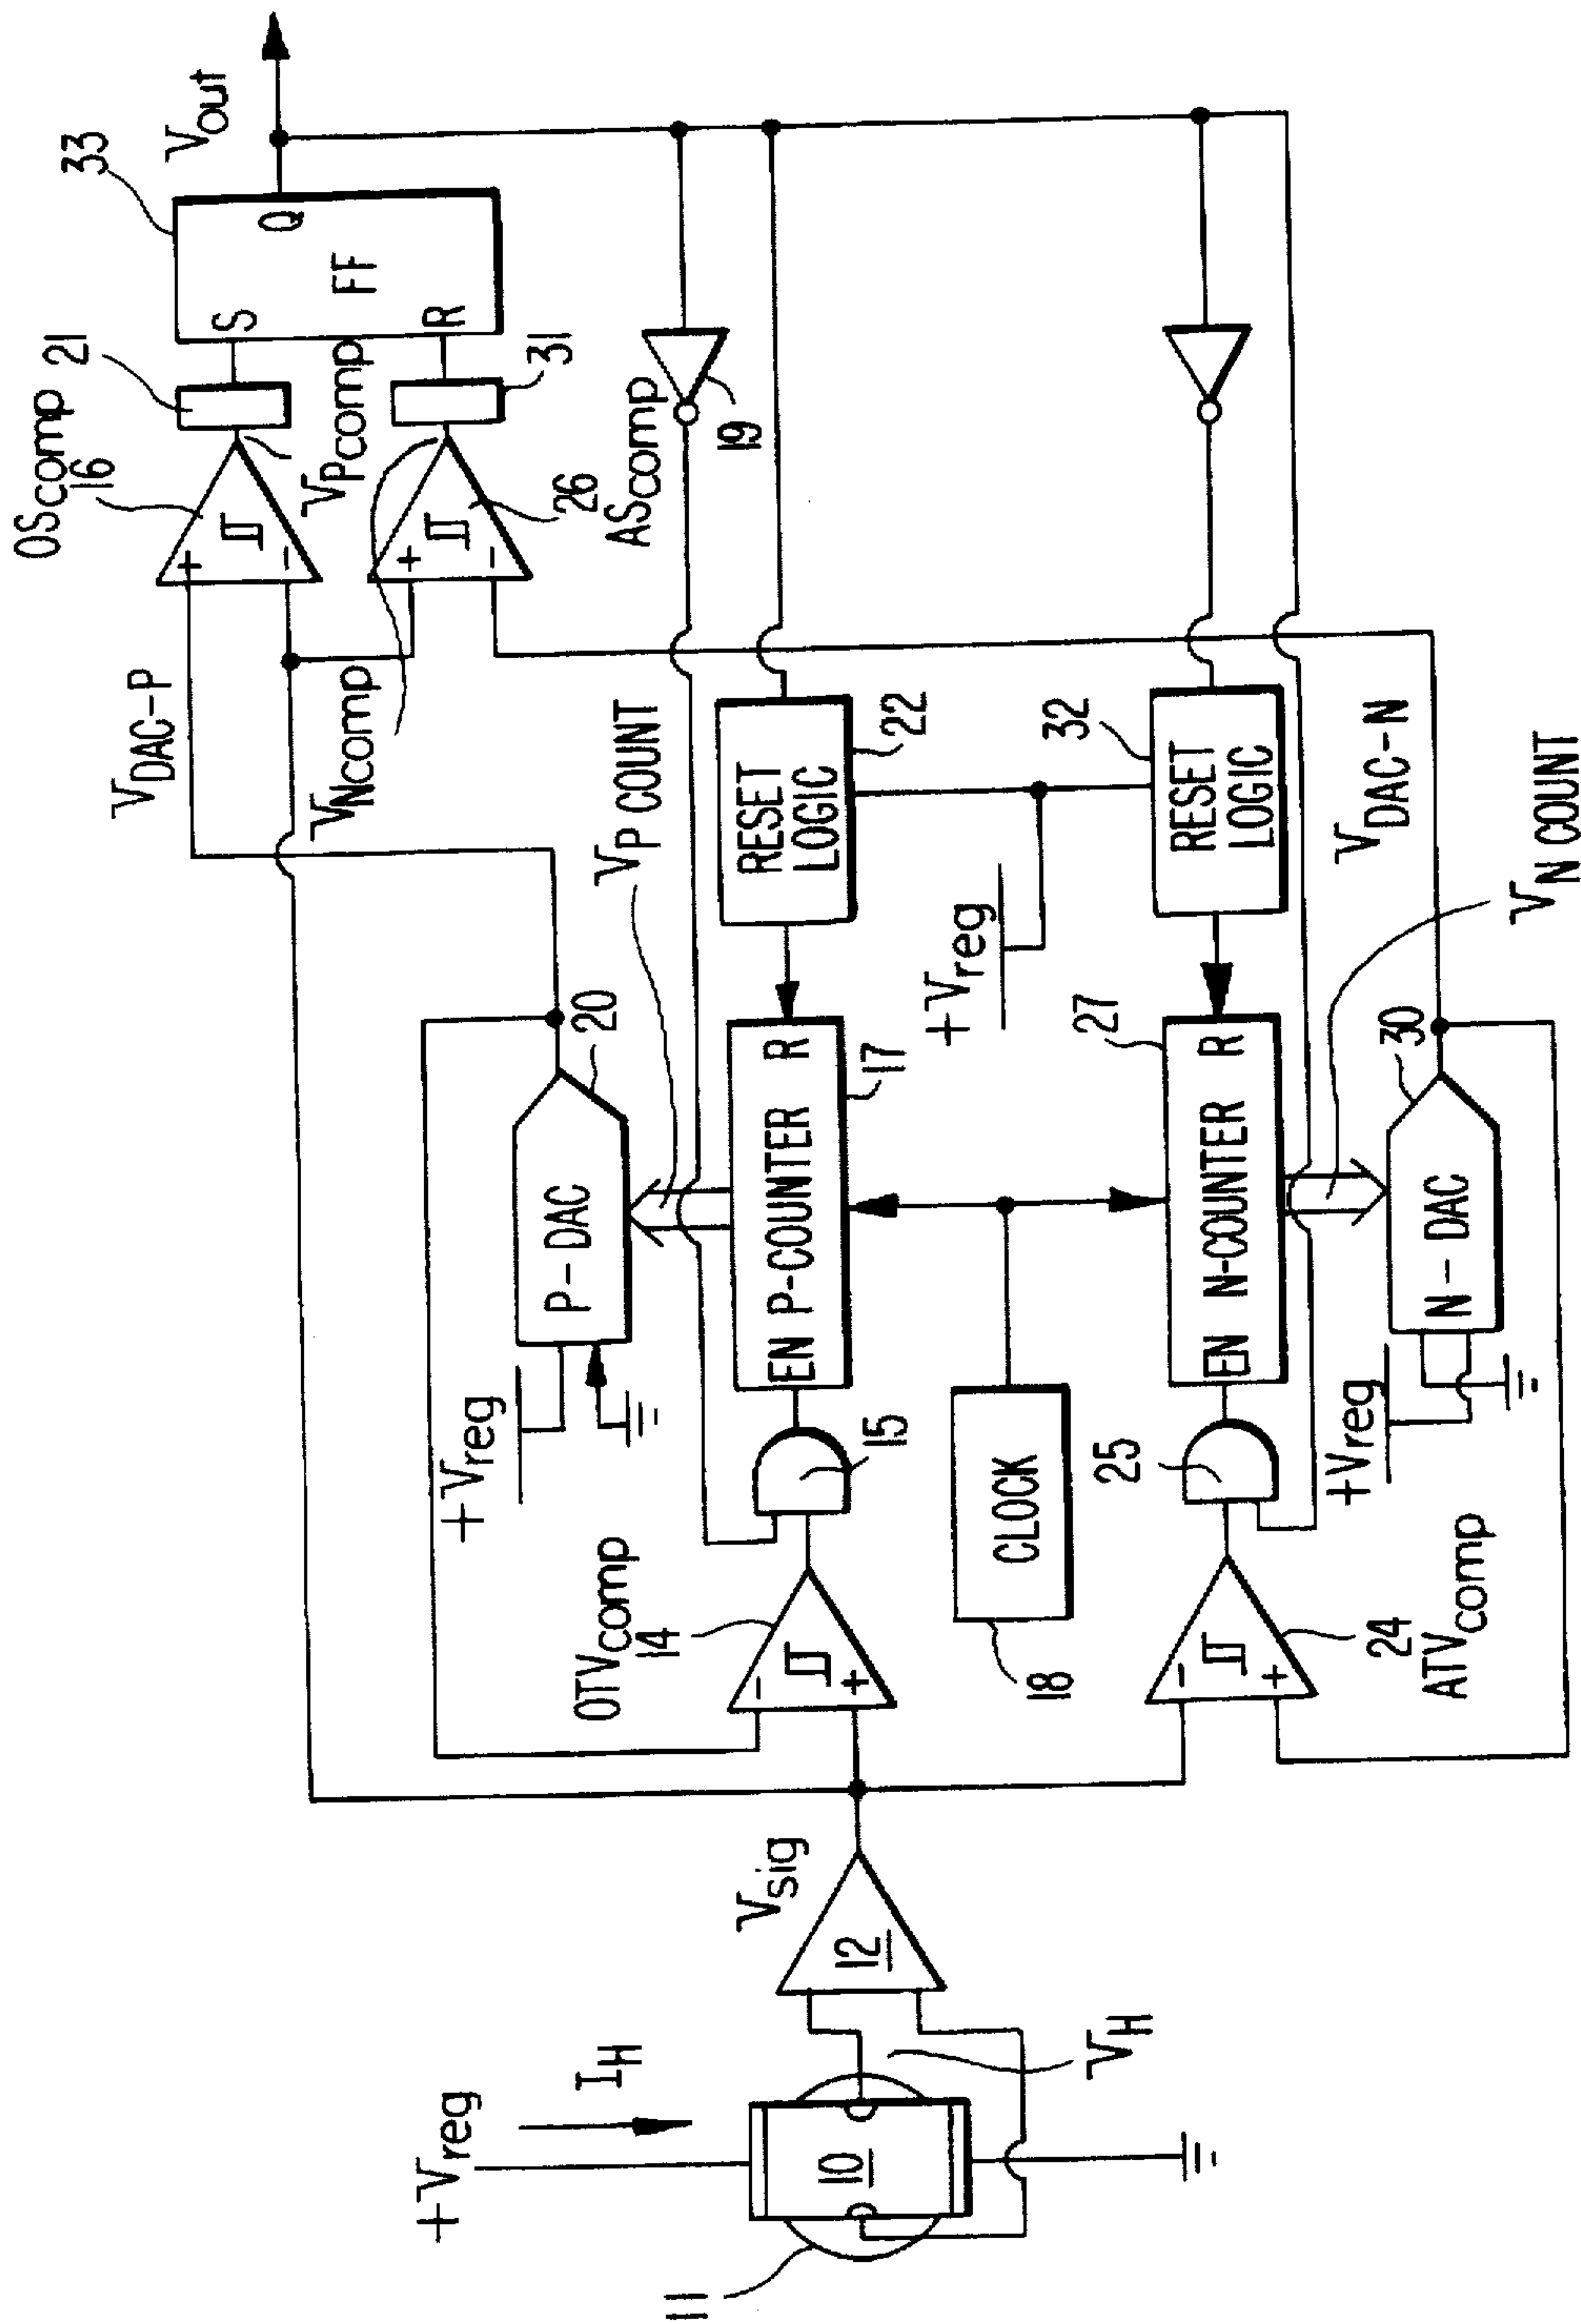 +Vreg
IH
11
10
VH
12
Vsig
OTVcomp
14
15
+Vreg
P-DAC
20
VDAC-P
VNcomp
OScomp
16
21
VPcomp
26
31
S
R
FF
Q
33
Vout
EN P-COUNTER R
17
VP COUNT
RESET
LOGIC
22
AScomp
19
CLOCK
18
+Vreg
24
ATVcomp
25
EN N-COUNTER R
27
RESET
LOGIC
32
+Vreg
N-DAC
30
VDAC-N
VN COUNT
+
-
+
-
-
+
-
+